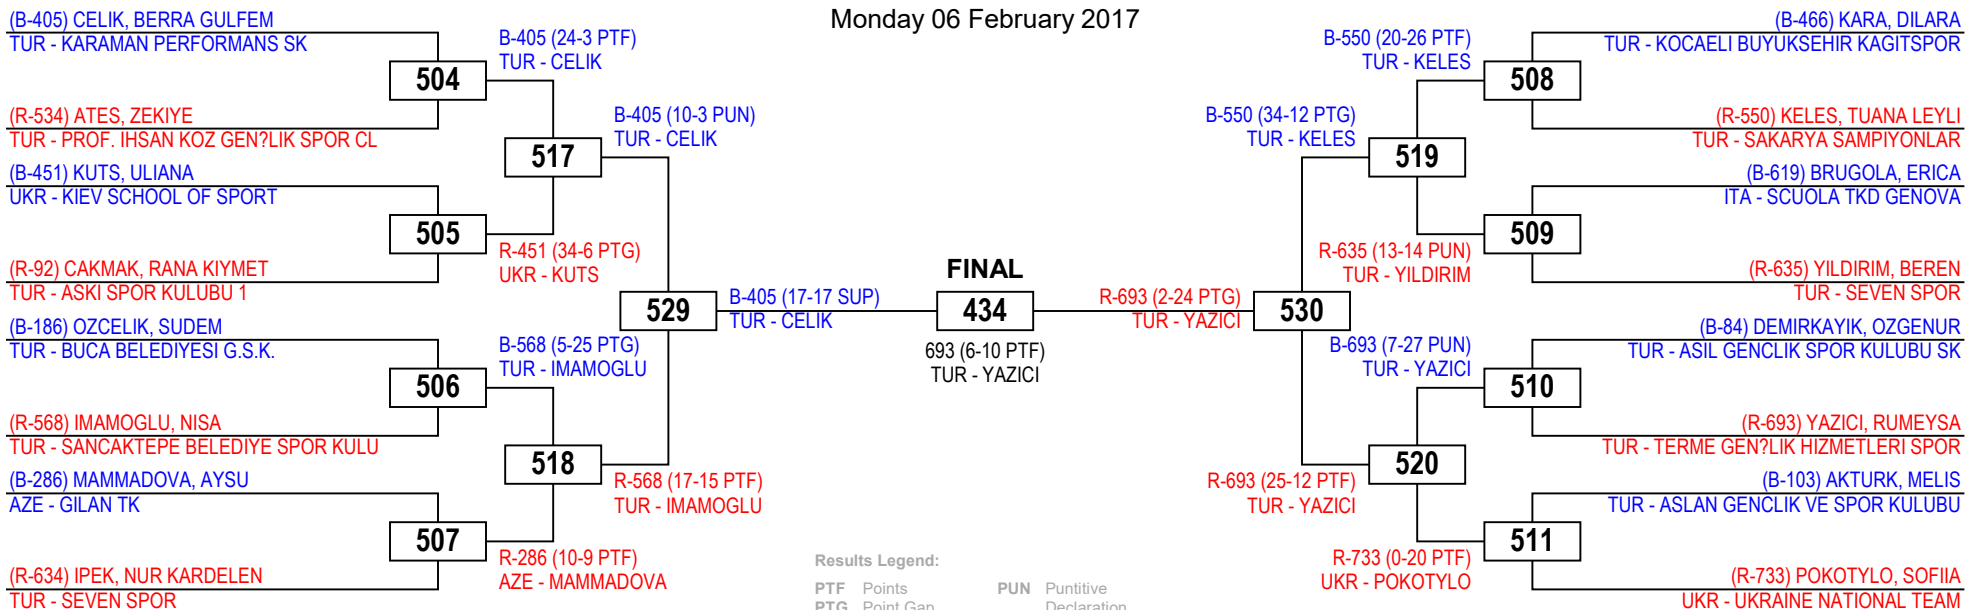 Monday 06 February 2017
(B-405) CELIK, BERRA GULFEM
TUR - KARAMAN PERFORMANS SK
504
(R-534) ATES, ZEKIYE
TUR - PROF. IHSAN KOZ GEN?LIK SPOR CL
(B-451) KUTS, ULIANA
UKR - KIEV SCHOOL OF SPORT
505
(R-92) CAKMAK, RANA KIYMET
TUR - ASKI SPOR KULUBU 1
(B-186) OZCELIK, SUDEM
TUR - BUCA BELEDIYESI G.S.K.
506
(R-568) IMAMOGLU, NISA
TUR - SANCAKTEPE BELEDIYE SPOR KULU
(B-286) MAMMADOVA, AYSU
AZE - GILAN TK
507
(R-634) IPEK, NUR KARDELEN
TUR - SEVEN SPOR
B-405 (24-3 PTF)
TUR - CELIK
517
R-451 (34-6 PTG)
UKR - KUTS
B-568 (5-25 PTG)
TUR - IMAMOGLU
518
R-286 (10-9 PTF)
AZE - MAMMADOVA
B-405 (10-3 PUN)
TUR - CELIK
529
R-568 (17-15 PTF)
TUR - IMAMOGLU
B-405 (17-17 SUP)
TUR - CELIK
FINAL
434
693 (6-10 PTF)
TUR - YAZICI
R-693 (2-24 PTG)
TUR - YAZICI
B-550 (34-12 PTG)
TUR - KELES
530
R-693 (25-12 PTF)
TUR - YAZICI
B-550 (20-26 PTF)
TUR - KELES
519
R-635 (13-14 PUN)
TUR - YILDIRIM
B-693 (7-27 PUN)
TUR - YAZICI
520
R-733 (0-20 PTF)
UKR - POKOTYLO
(B-466) KARA, DILARA
TUR - KOCAELI BUYUKSEHIR KAGITSPOR
508
(R-550) KELES, TUANA LEYLI
TUR - SAKARYA SAMPIYONLAR
(B-619) BRUGOLA, ERICA
ITA - SCUOLA TKD GENOVA
509
(R-635) YILDIRIM, BEREN
TUR - SEVEN SPOR
(B-84) DEMIRKAYIK, OZGENUR
TUR - ASIL GENCLIK SPOR KULUBU SK
510
(R-693) YAZICI, RUMEYSA
TUR - TERME GEN?LIK HIZMETLERI SPOR
(B-103) AKTURK, MELIS
TUR - ASLAN GENCLIK VE SPOR KULUBU
511
(R-733) POKOTYLO, SOFIIA
UKR - UKRAINE NATIONAL TEAM
Results Legend:
PTF Points PUN Puntitive
PTG Point Gap Declaration